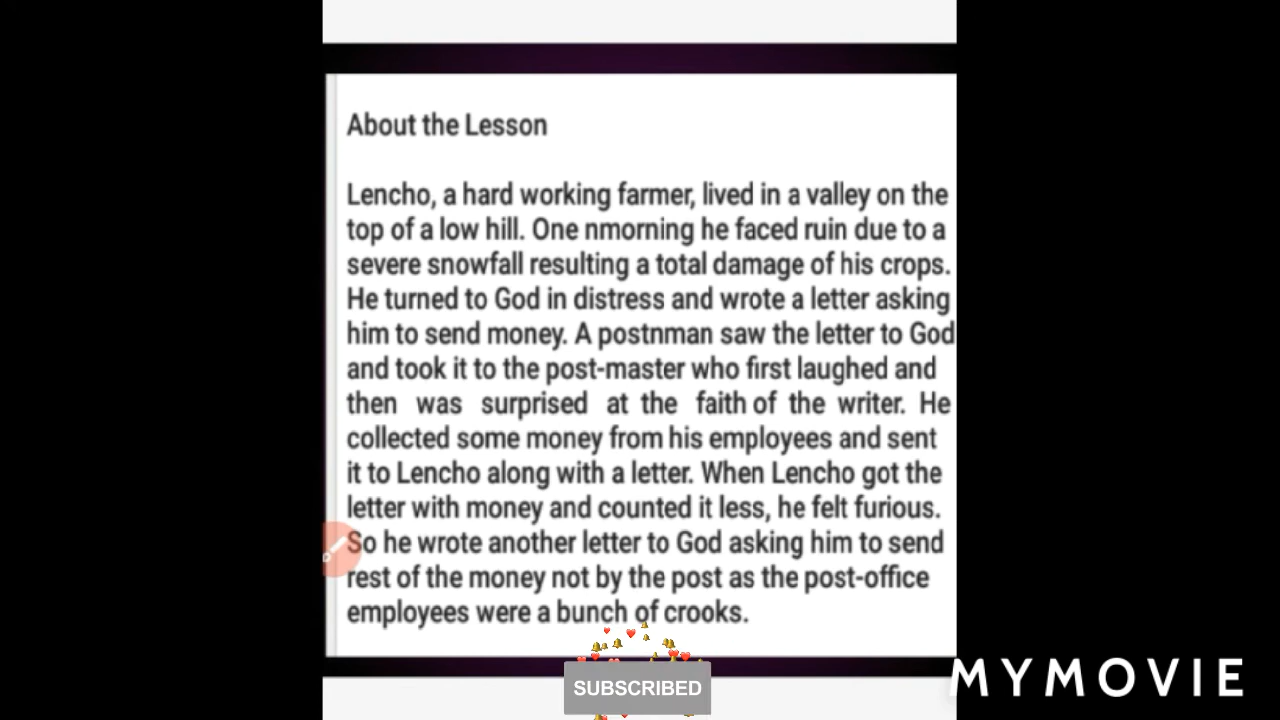 About the Lesson
Lencho, a hard working farmer, lived in a valley on the
top of a low hill. One nmorning he faced ruin due to a
severe snowfall resulting a total damage of his crops.
He turned to God in distress and wrote a letter asking
him to send money. A postnman saw the letter to God
and took it to the post-master who first laughed and
then was surprised at the faith of the writer. He
collected some money from his employees and sent
it to Lencho along with a letter. When Lencho got the
letter with money and counted it less, he felt furious.
So he wrote another letter to God asking him to send
rest of the money not by the post as the post-office
employees were a bunch of crooks.
SUBSCRIBED
MYMOVIE